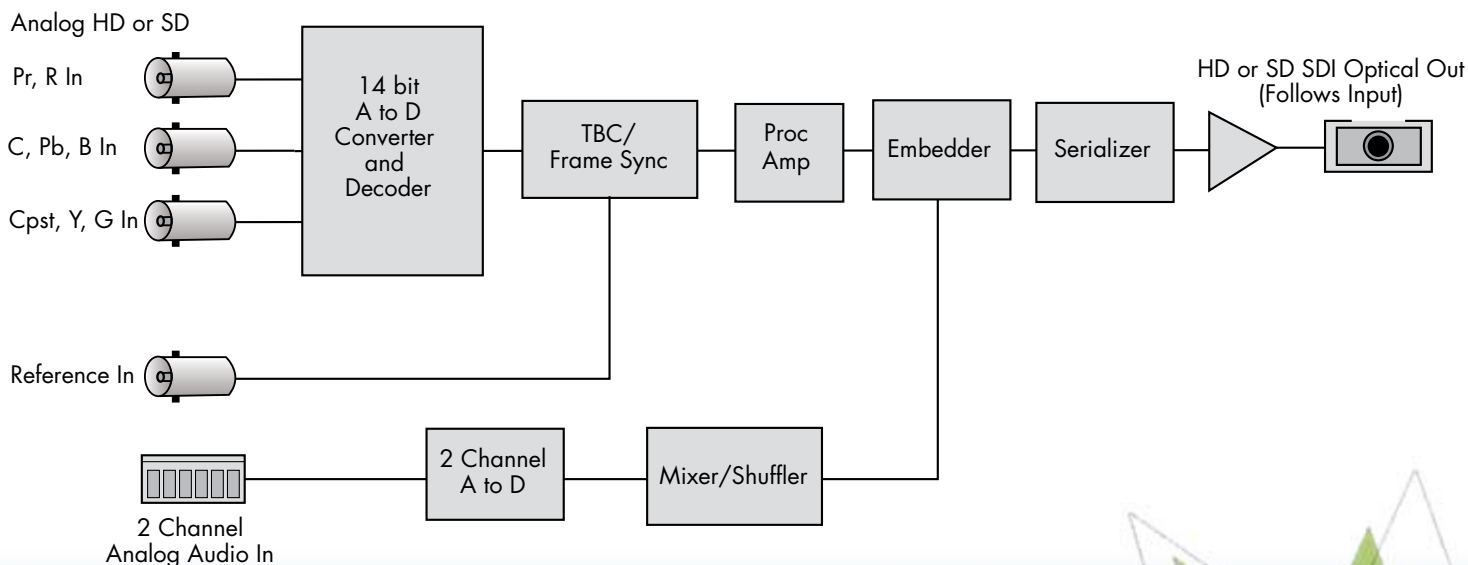 Analog HD or SD
Pr, R In
C, Pb, B In
Cpst, Y, G In
14 bit
A to D
Converter
and
Decoder
TBC/
Frame Sync
Proc
Amp
Embedder
Serializer
HD or SD SDI Optical Out
(Follows Input)
Reference In
2 Channel
Analog Audio In
2 Channel
A to D
Mixer/Shuffler